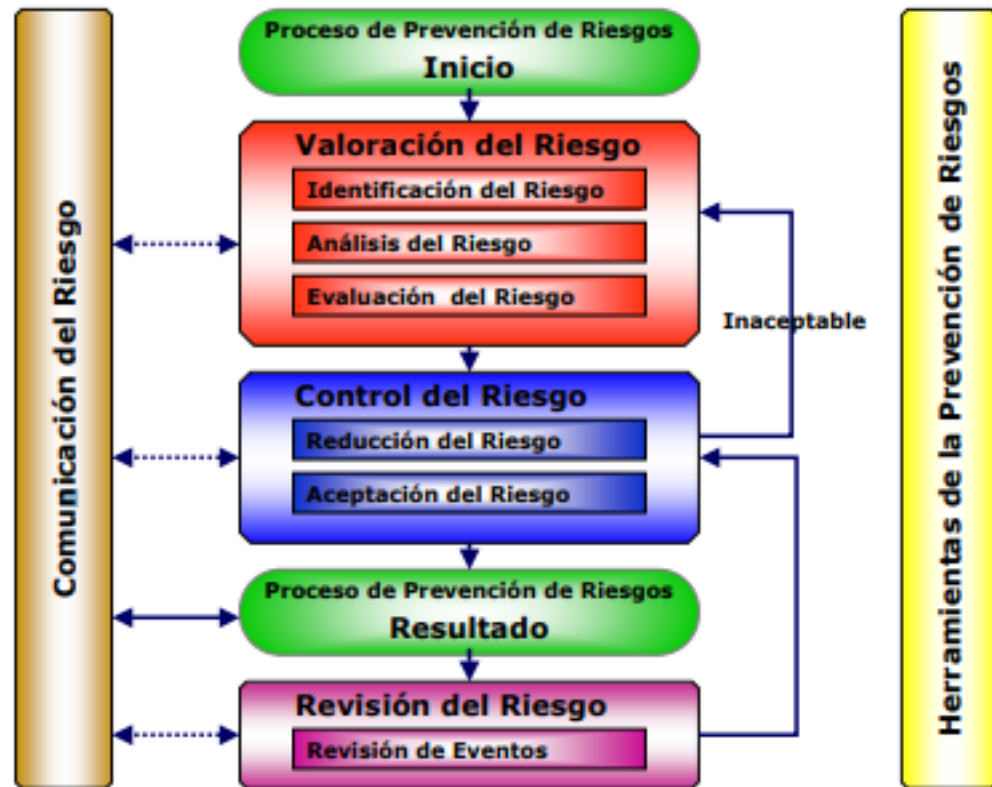 Comunicación del Riesgo
Proceso de Prevención de Riesgos
Inicio
Valoración del Riesgo
Identificación del Riesgo
Análisis del Riesgo
Evaluación del Riesgo
Inaceptable
Control del Riesgo
Reducción del Riesgo
Aceptación del Riesgo
Proceso de Prevención de Riesgos
Resultado
Revisión del Riesgo
Revisión de Eventos
Herramientas de la Prevención de Riesgos